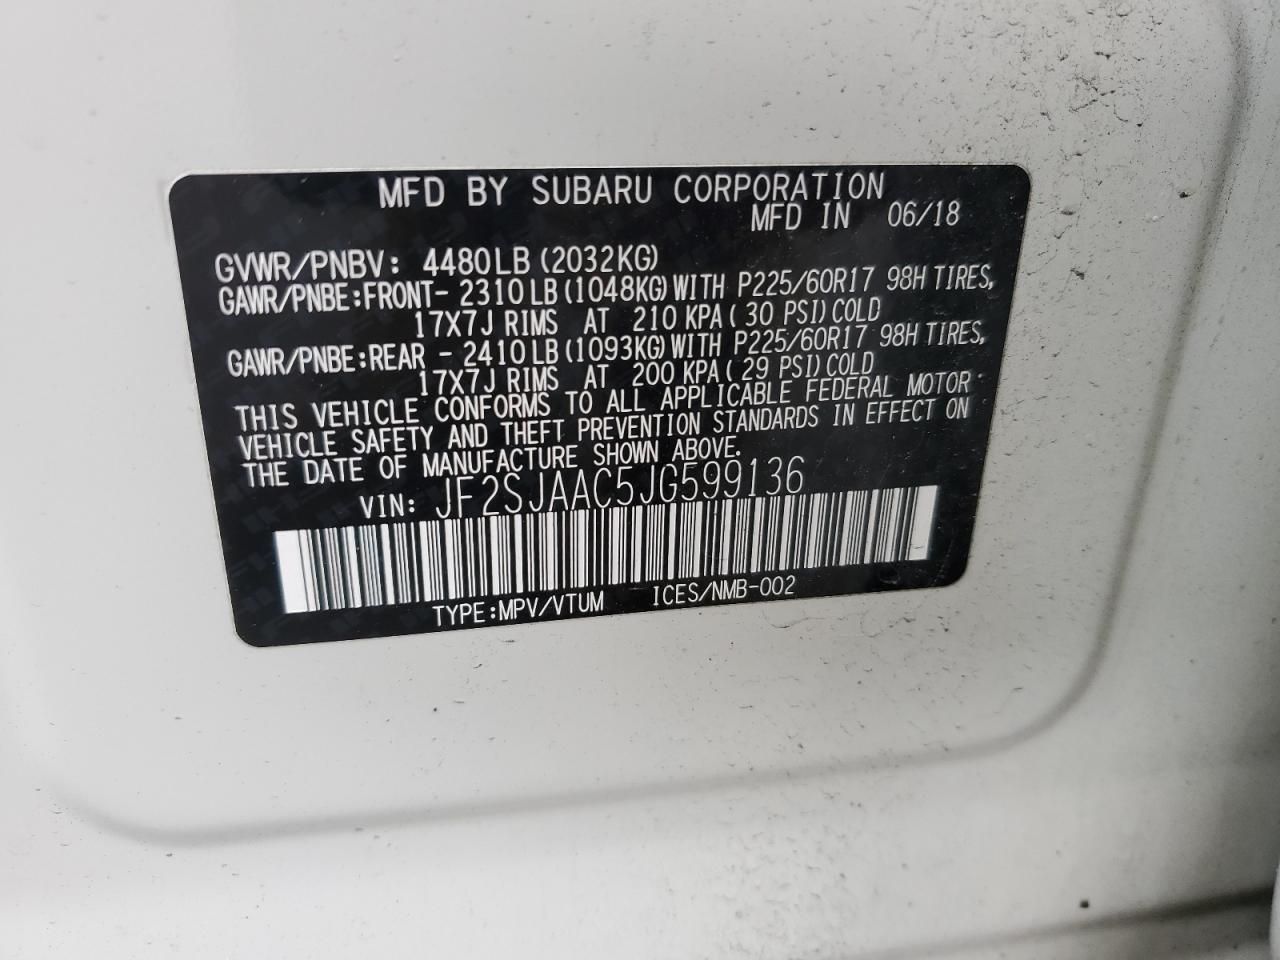 MFD BY SUBARU CORPORATION
MFD IN 06/18
GVWR/PNBV: 4480LB(2032KG)
GAWR/PNBE:FRONT- 2310LB(1048KG)WITH P225/60R17 98H TIRES,
17X7J RIMS AT 210 KPA(30 PSI)COLD
GAWR/PNBE:REAR - 2410LB(1093KG)WITH P225/60R17 98H TIRES,
17X7J RIMS AT 200 KPA(29 PSI)COLD
THIS VEHICLE CONFORMS TO ALL APPLICABLE FEDERAL MOTOR
VEHICLE SAFETY AND THEFT PREVENTION STANDARDS IN EFFECT ON
THE DATE OF MANUFACTURE SHOWN ABOVE.
VIN: JF2SJAAC5JG599136
TYPE:MPV/VTUM ICES/NMB-002